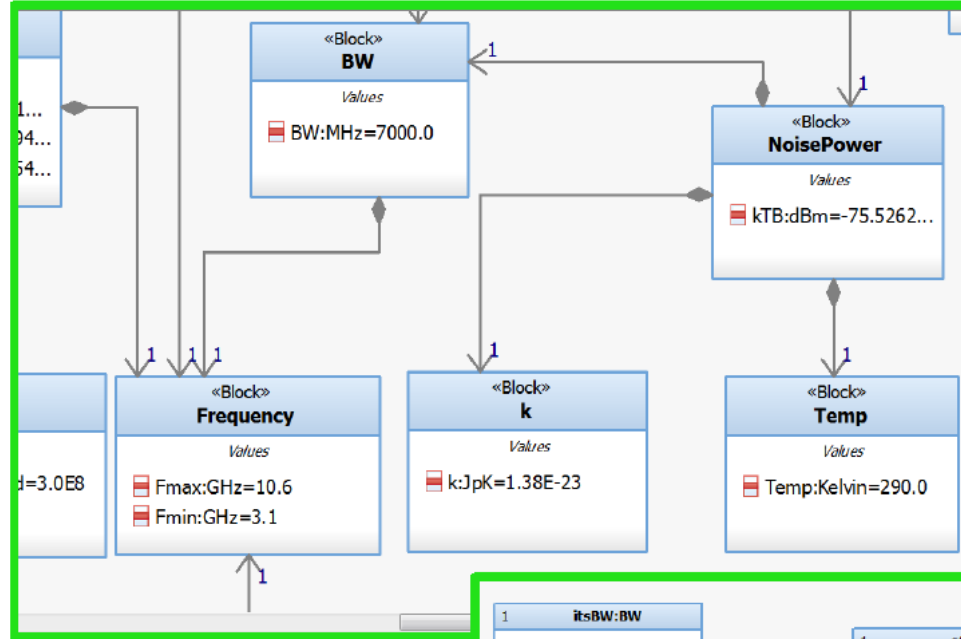 «Block»
BW
Values
BW:MHz=7000.0
1
1
«Block»
NoisePower
Values
kTB:dBm=-75.5262...
1...
94...
54...
1
1
1
1
1
«Block»
Frequency
Values
Fmax:GHz=10.6
Fmin:GHz=3.1
«Block»
k
Values
k:JpK=1.38E-23
«Block»
Temp
Values
Temp:Kelvin=290.0
d=3.0E8
1
1 itsBW:BW